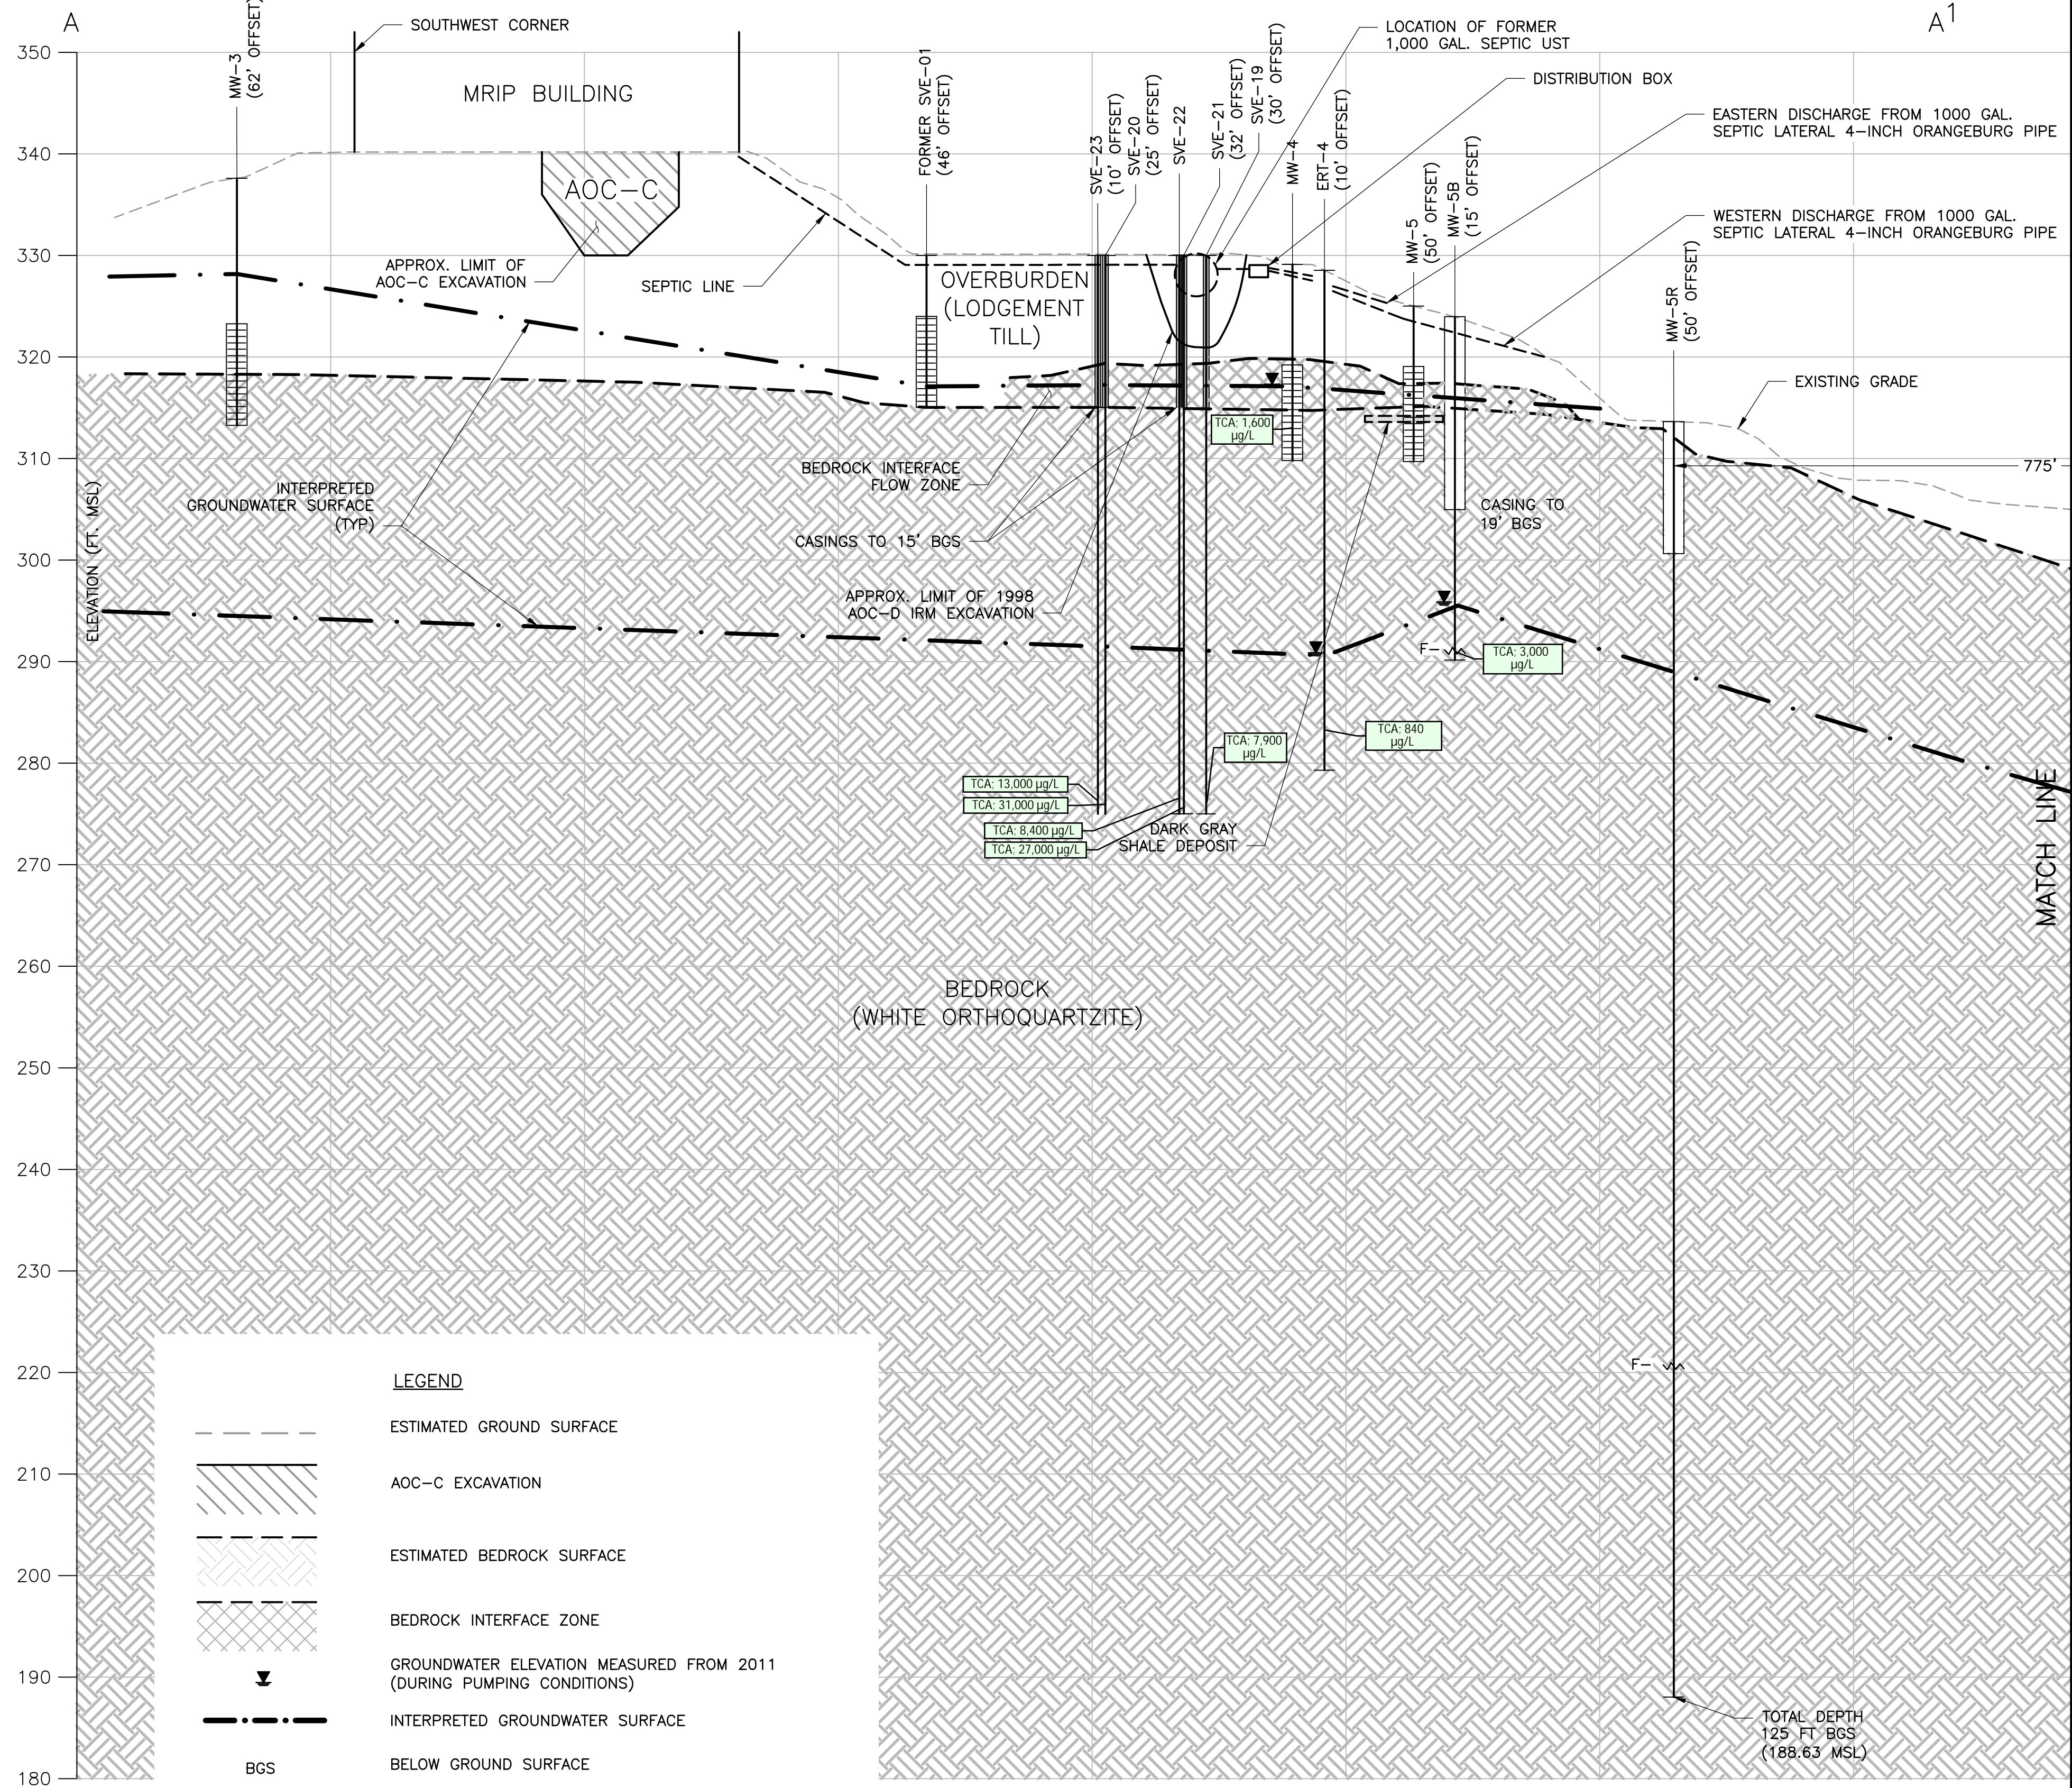 A
A1
SOUTHWEST CORNER
LOCATION OF FORMER
1,000 GAL. SEPTIC UST
DISTRIBUTION BOX
EASTERN DISCHARGE FROM 1000 GAL.
SEPTIC LATERAL 4-INCH ORANGEBURG PIPE
WESTERN DISCHARGE FROM 1000 GAL.
SEPTIC LATERAL 4-INCH ORANGEBURG PIPE
MRIP BUILDING
AOC-C
MW-3
(62' OFFSET)
FORMER SVE-01
(46' OFFSET)
SVE-23
(10' OFFSET)
SVE-20
(25' OFFSET)
SVE-22
SVE-21
(32' OFFSET)
SVE-19
(30' OFFSET)
MW-4
ERT-4
(10' OFFSET)
MW-5
(50' OFFSET)
MW-5B
(15' OFFSET)
MW-5R
(50' OFFSET)
APPROX. LIMIT OF
AOC-C EXCAVATION
SEPTIC LINE
OVERBURDEN
(LODGEMENT
TILL)
EXISTING GRADE
TCA: 1,600
µg/L
BEDROCK INTERFACE
FLOW ZONE
775'
INTERPRETED
GROUNDWATER SURFACE
(TYP)
CASINGS TO 15' BGS
CASING TO
19' BGS
APPROX. LIMIT OF 1998
AOC-D IRM EXCAVATION
F-
TCA: 3,000
µg/L
TCA: 840
µg/L
TCA: 7,900
µg/L
TCA: 13,000 µg/L
TCA: 31,000 µg/L
TCA: 8,400 µg/L
TCA: 27,000 µg/L
DARK GRAY
SHALE DEPOSIT
MATCH LINE
BEDROCK
(WHITE ORTHOQUARTZITE)
F-
TOTAL DEPTH
125 FT BGS
(188.63 MSL)
ELEVATION (FT. MSL)
350
340
330
320
310
300
290
280
270
260
250
240
230
220
210
200
190
180
LEGEND
ESTIMATED GROUND SURFACE
AOC-C EXCAVATION
ESTIMATED BEDROCK SURFACE
BEDROCK INTERFACE ZONE
GROUNDWATER ELEVATION MEASURED FROM 2011
(DURING PUMPING CONDITIONS)
INTERPRETED GROUNDWATER SURFACE
BGS
BELOW GROUND SURFACE